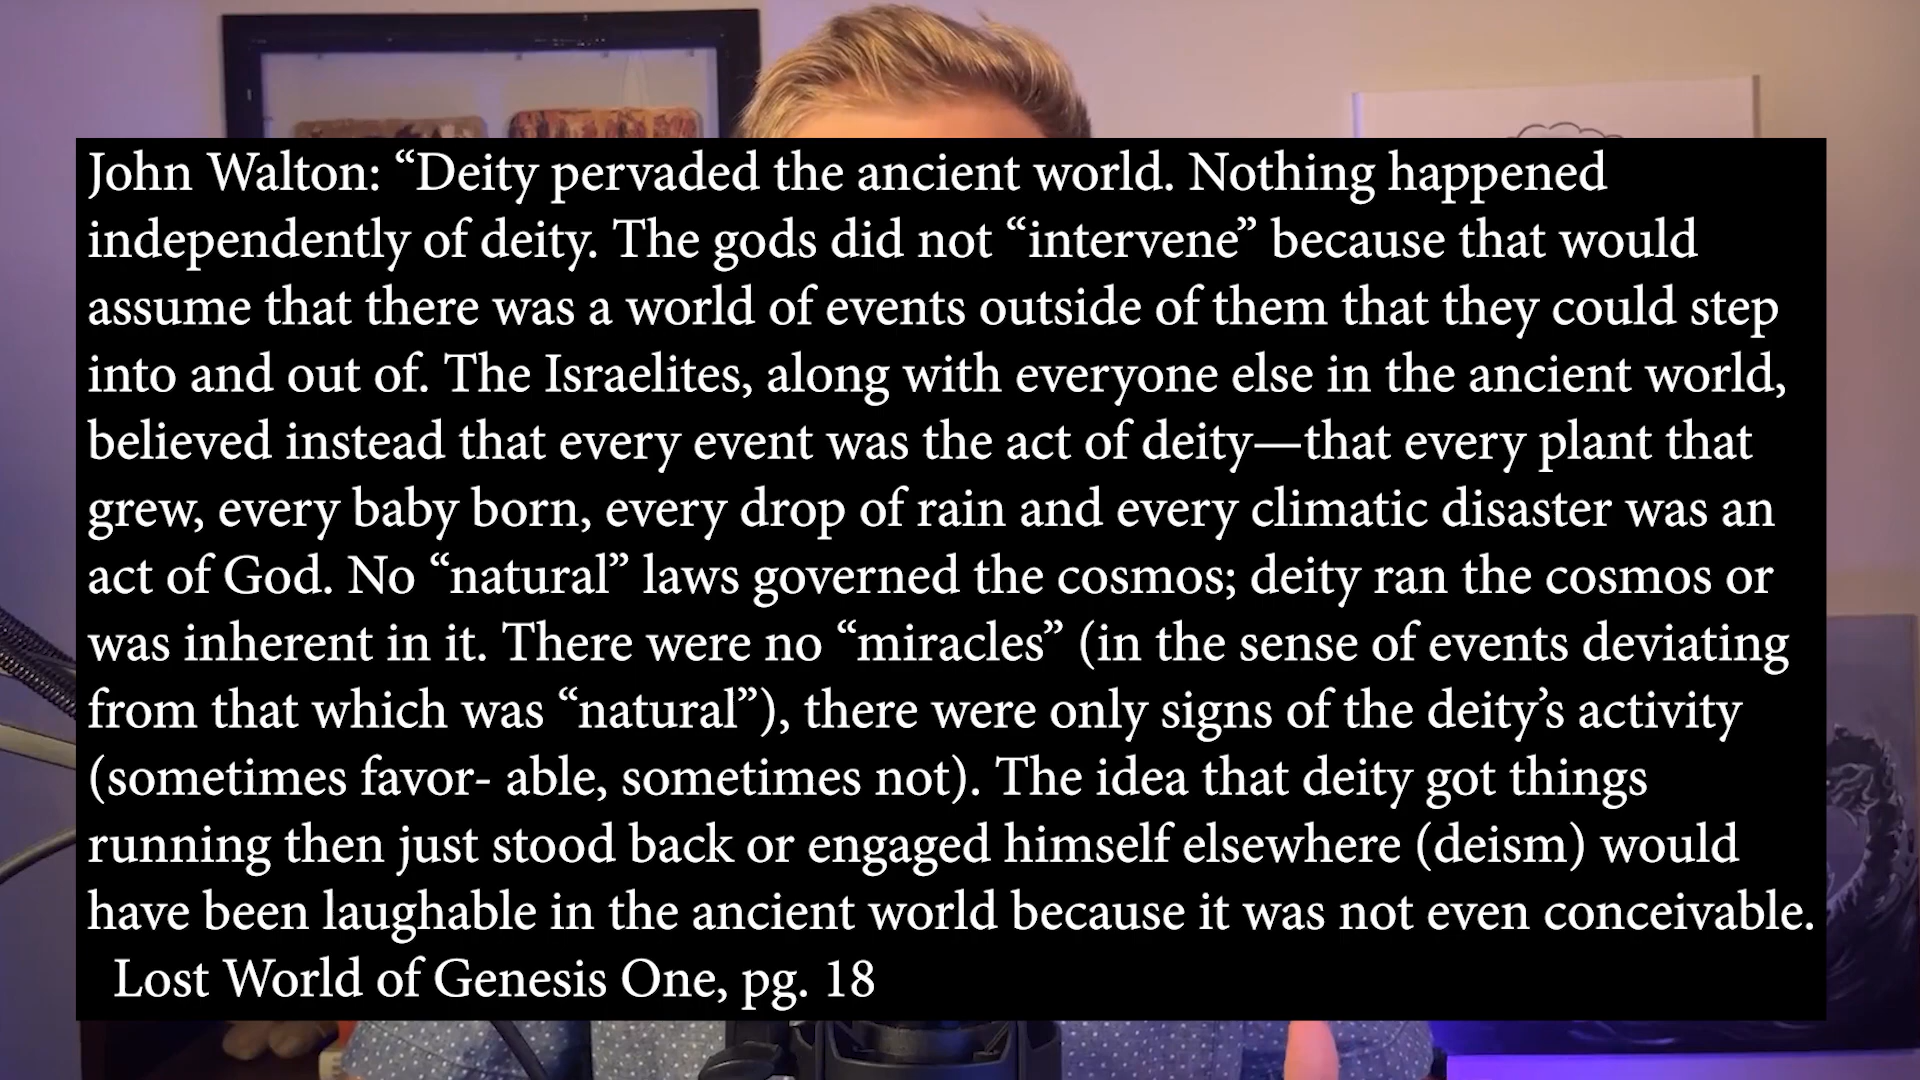 John Walton: “Deity pervaded the ancient world. Nothing happened
independently of deity. The gods did not “intervene” because that would
assume that there was a world of events outside of them that they could step
into and out of. The Israelites, along with everyone else in the ancient world,
believed instead that every event was the act of deity—that every plant that
grew, every baby born, every drop of rain and every climatic disaster was an
act of God. No “natural” laws governed the cosmos; deity ran the cosmos or
was inherent in it. There were no “miracles” (in the sense of events deviating
from that which was “natural”), there were only signs of the deity’s activity
(sometimes favor- able, sometimes not). The idea that deity got things
running then just stood back or engaged himself elsewhere (deism) would
have been laughable in the ancient world because it was not even conceivable.
Lost World of Genesis One, pg. 18